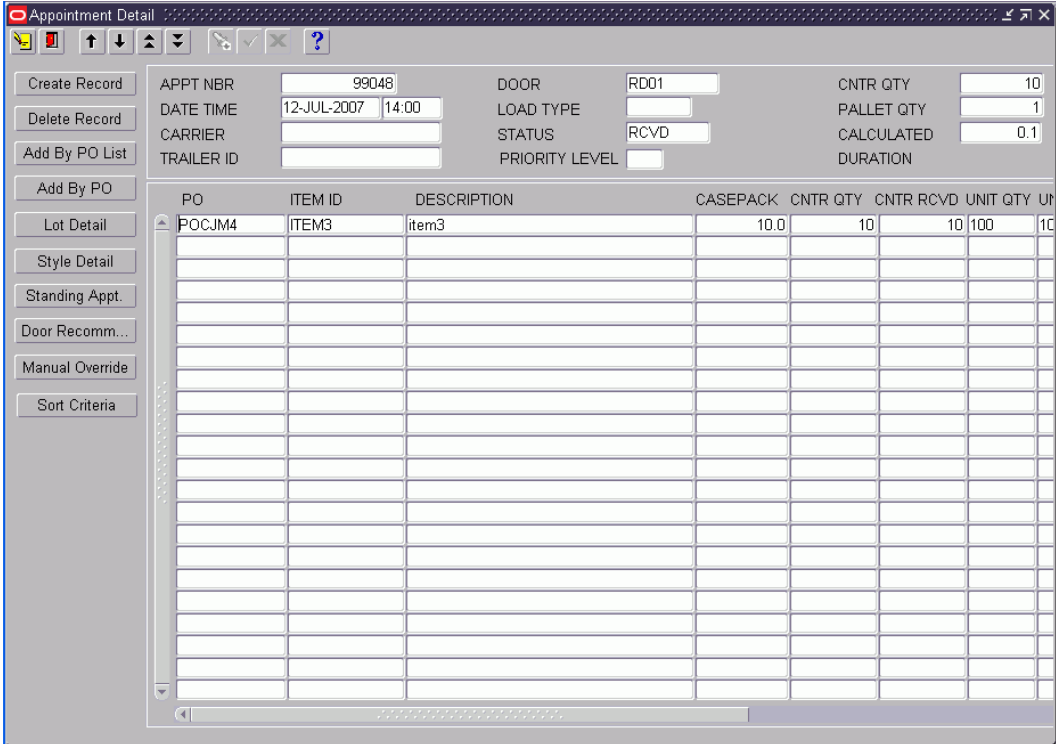 Appointment Detail
?
Create Record
Delete Record
Add By PO List
Add By PO
Lot Detail
Style Detail
Standing Appt.
Door Recomm...
Manual Override
Sort Criteria
APPT NBR 99048 DOOR RD01 CNTR QTY 10
DATE TIME 12-JUL-2007 14:00 LOAD TYPE PALLET QTY 1
CARRIER STATUS RCVD CALCULATED 0.1
TRAILER ID PRIORITY LEVEL DURATION
PO ITEM ID DESCRIPTION CASEPACK CNTR QTY CNTR RCVD UNIT QTY
POCJM4 ITEM3 item3 10.0 10 10 100